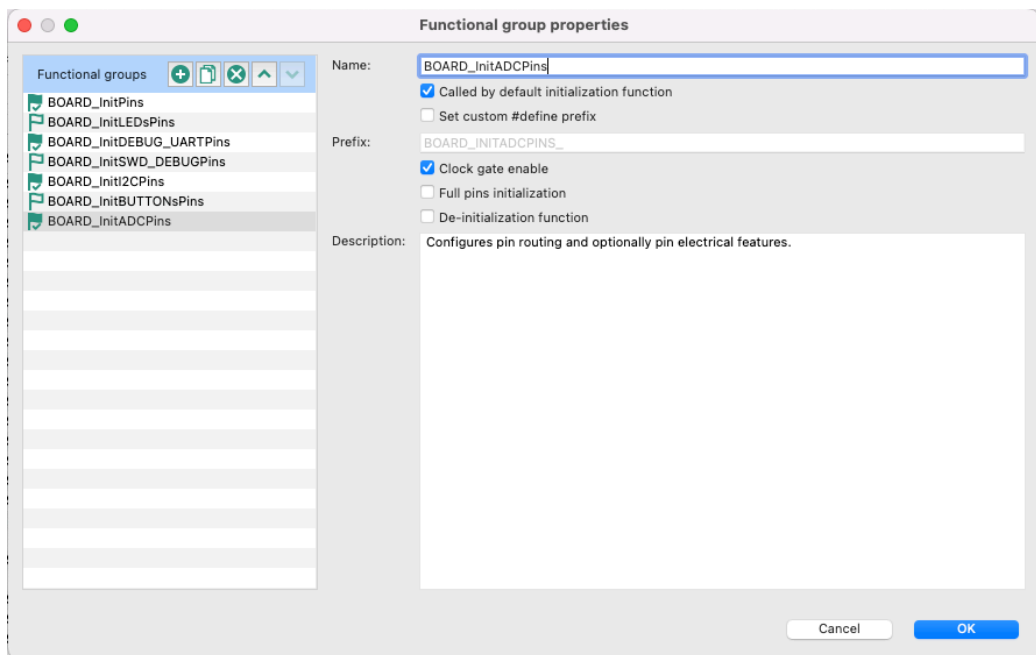 Functional group properties
Functional groups
BOARD_InitPins
BOARD_InitLEDsPins
BOARD_InitDEBUG_UARTPins
BOARD_InitSWD_DEBUGPins
BOARD_InitI2CPins
BOARD_InitBUTTONsPins
BOARD_InitADCPins
Name: BOARD_InitADCPins
Called by default initialization function
Set custom #define prefix
Prefix: BOARD_INITADCPINS_
Clock gate enable
Full pins initialization
De-initialization function
Description: Configures pin routing and optionally pin electrical features.
Cancel OK